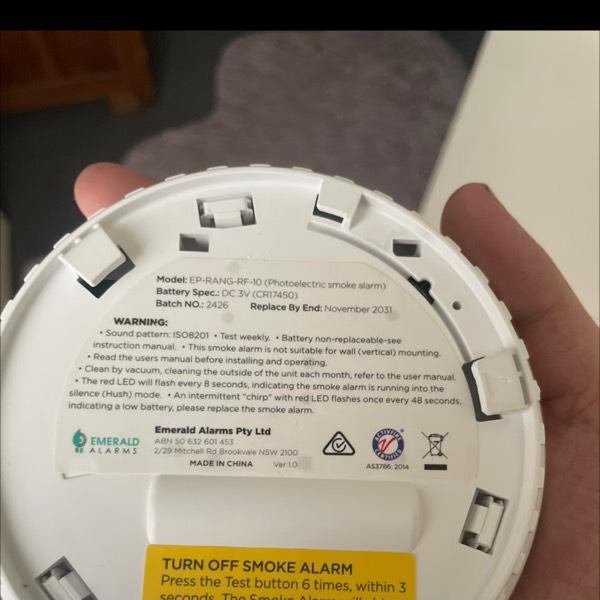 Model: EP-RANG-RF-10 (Photoelectric smoke alarm)
Battery Spec.: DC 3V (CR17450)
Batch NO.: 2426 Replace By End: November 2031
WARNING:
• Sound pattern: ISO8201 • Test weekly. • Battery non-replaceable-see
instruction manual. • This smoke alarm is not suitable for wall (vertical) mounting.
• Read the users manual before installing and operating.
• Clean by vacuum, cleaning the outside of the unit each month, refer to the user manual.
• The red LED will flash every 8 seconds, indicating the smoke alarm is running into the
silence (Hush) mode. • An intermittent "chirp" with red LED flashes once every 48 seconds,
indicating a low battery, please replace the smoke alarm.
EMERALD
ALARMS
Emerald Alarms Pty Ltd
ABN 50 632 601 453
2/29 Mitchell Rd Brookvale NSW 2100
MADE IN CHINA Ver:1.0
ACTIVFIRE
CERTIFIED
AS3786: 2014
TURN OFF SMOKE ALARM
Press the Test button 6 times, within 3
seconds. The Smoke Alarm will